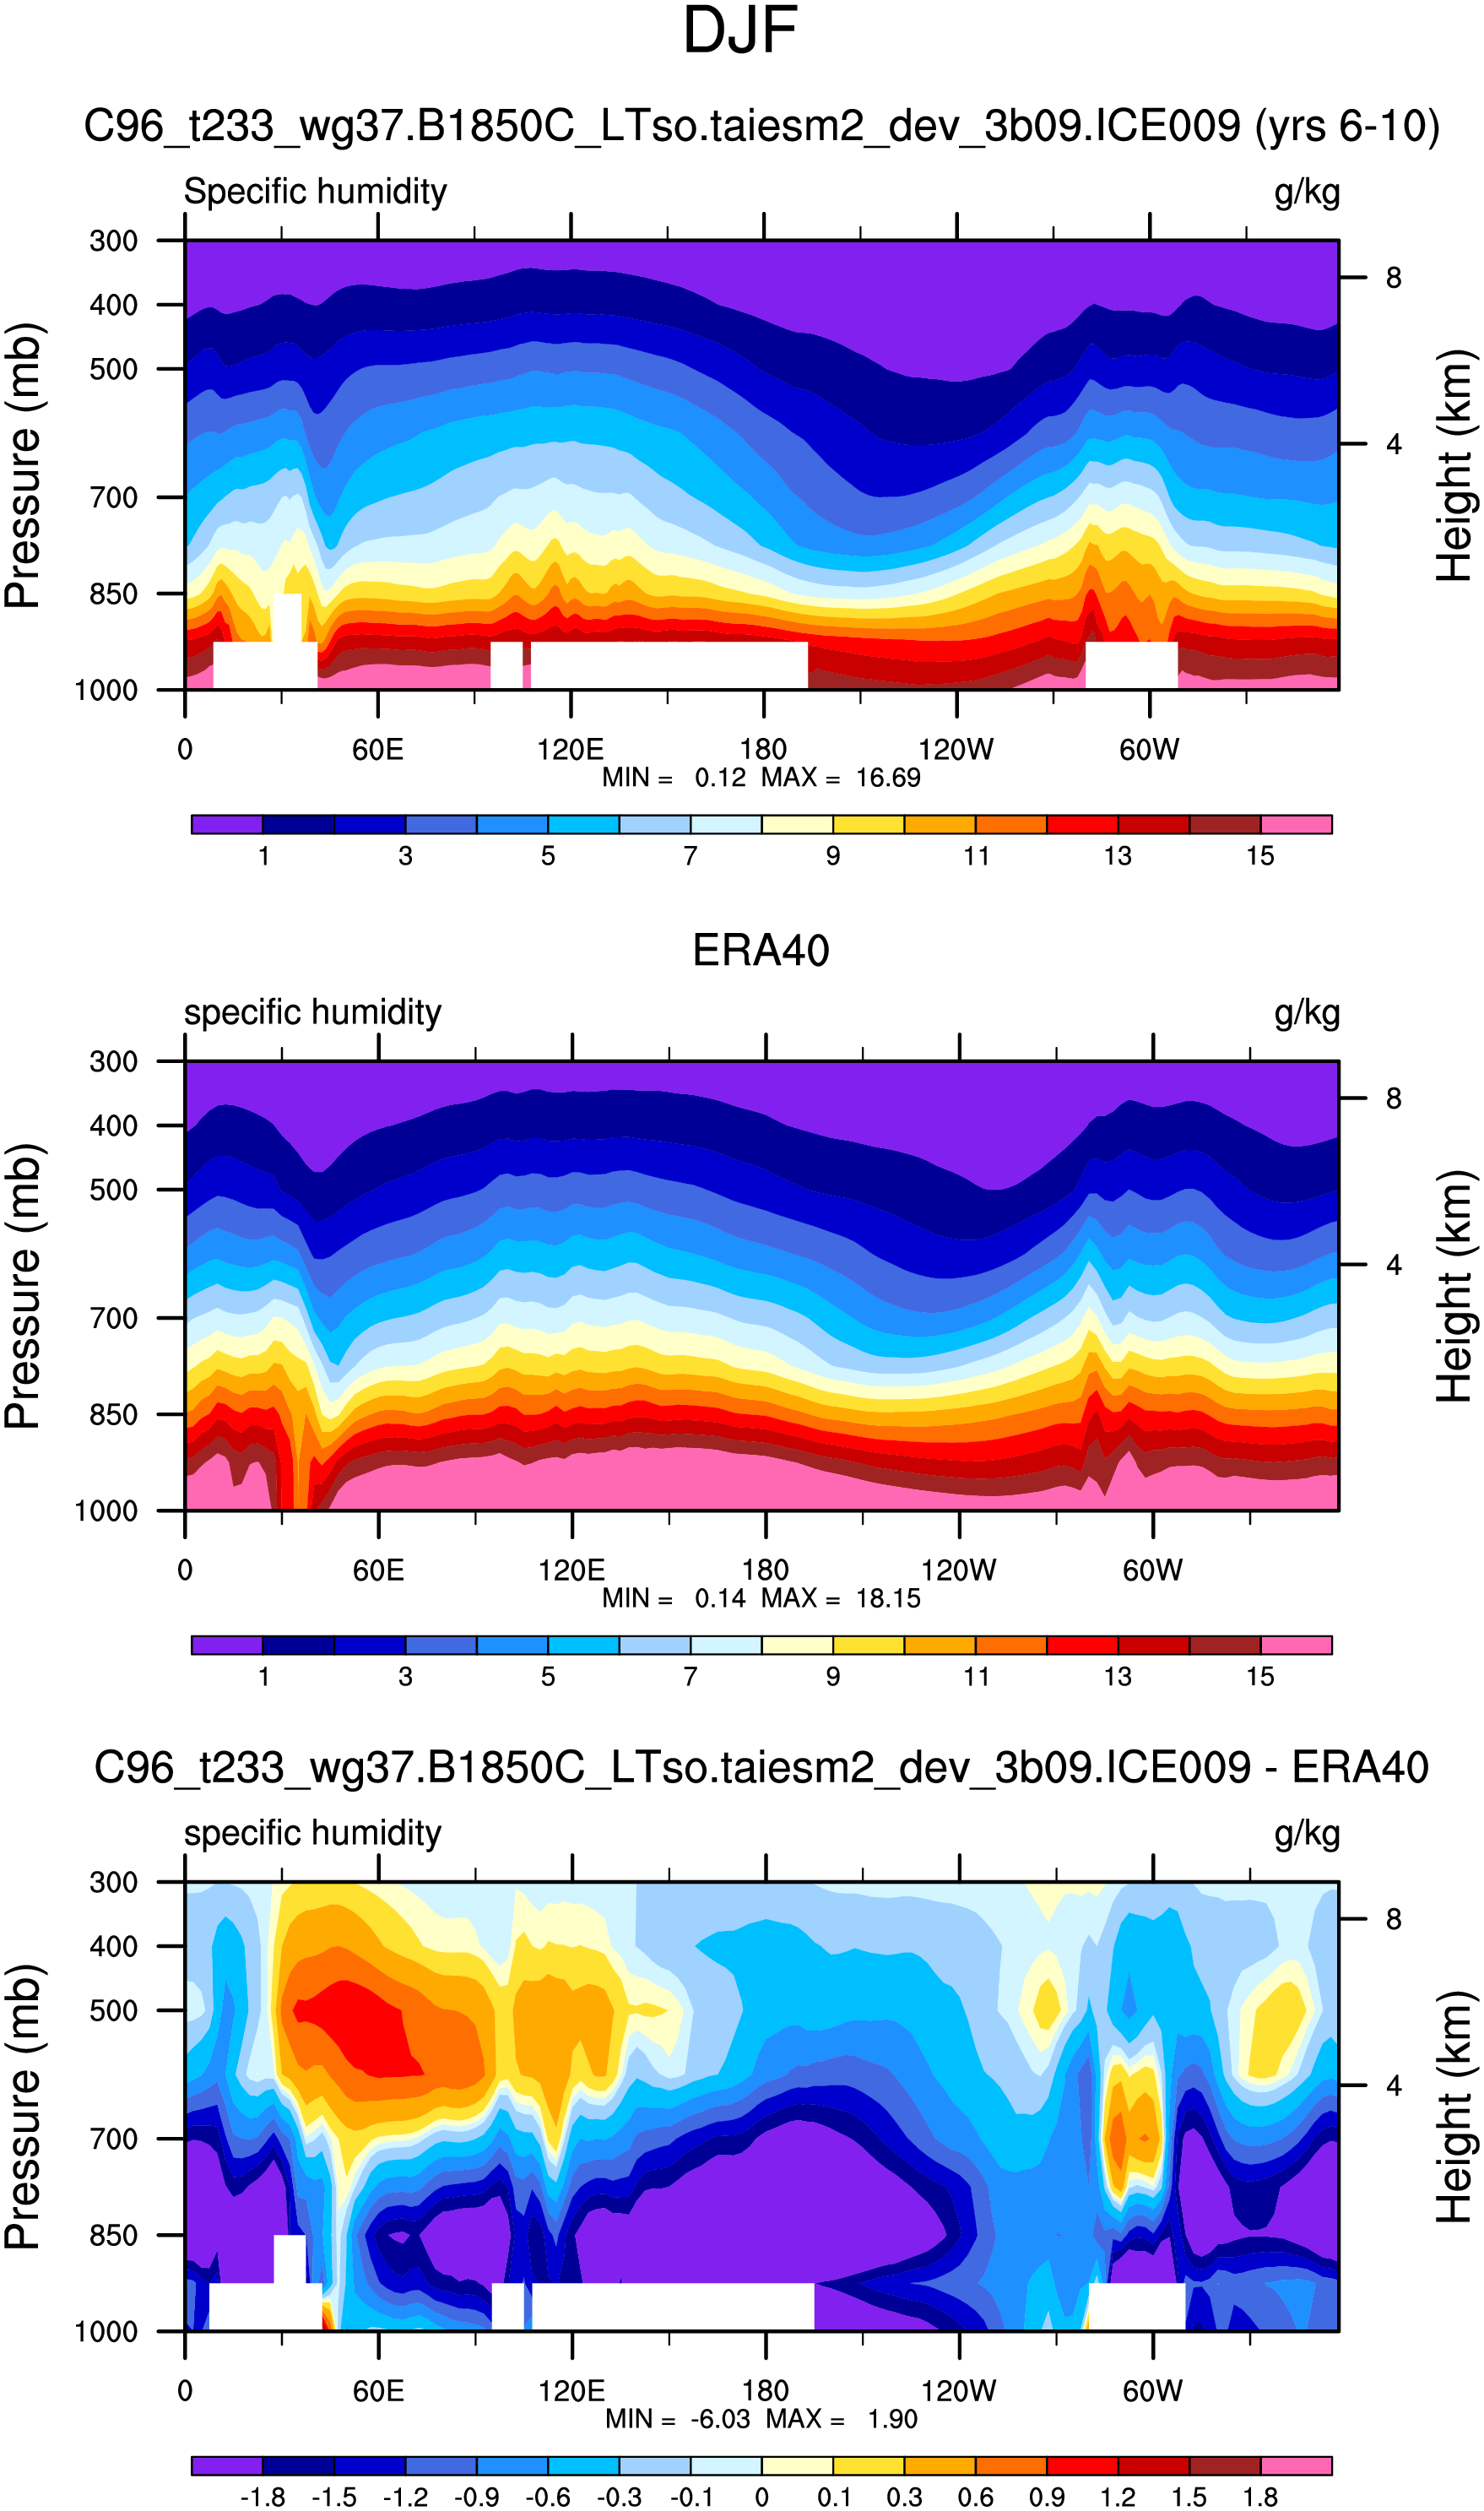 DJF
C96_t233_wg37.B1850C_LTso.taiesm2_dev_3b09.ICE009 (yrs 6-10)
Specific humidity g/kg
Pressure (mb)
300
400
500
700
850
1000
Height (km)
8
4
0 60E 120E 180 120W 60W
MIN = 0.12 MAX = 16.69
1 3 5 7 9 11 13 15
ERA40
specific humidity g/kg
Pressure (mb)
300
400
500
700
850
1000
Height (km)
8
4
0 60E 120E 180 120W 60W
MIN = 0.14 MAX = 18.15
1 3 5 7 9 11 13 15
C96_t233_wg37.B1850C_LTso.taiesm2_dev_3b09.ICE009 - ERA40
specific humidity g/kg
Pressure (mb)
300
400
500
700
850
1000
Height (km)
8
4
0 60E 120E 180 120W 60W
MIN = -6.03 MAX = 1.90
-1.8 -1.5 -1.2 -0.9 -0.6 -0.3 -0.1 0 0.1 0.3 0.6 0.9 1.2 1.5 1.8